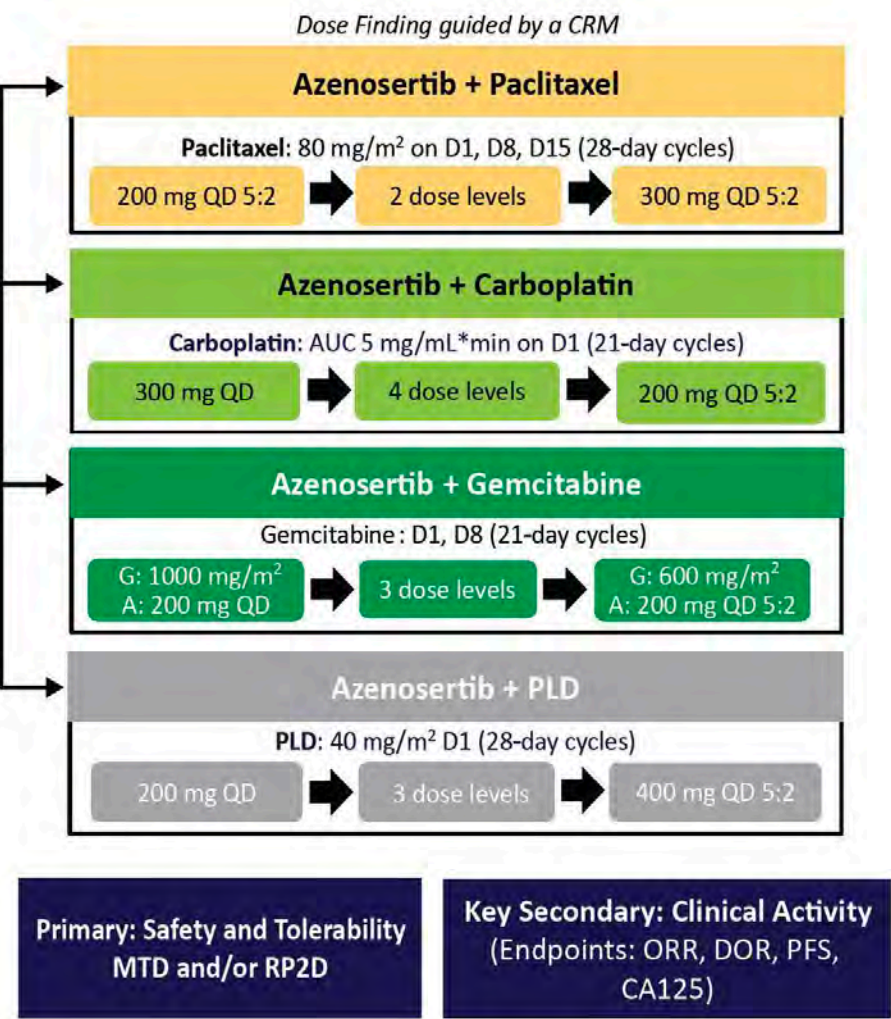 Dose Finding guided by a CRM
Azenosertib + Paclitaxel
Paclitaxel: 80 mg/m² on D1, D8, D15 (28-day cycles)
200 mg QD 5:2
2 dose levels
300 mg QD 5:2
Azenosertib + Carboplatin
Carboplatin: AUC 5 mg/mL*min on D1 (21-day cycles)
300 mg QD
4 dose levels
200 mg QD 5:2
Azenosertib + Gemcitabine
Gemcitabine : D1, D8 (21-day cycles)
G: 1000 mg/m²
A: 200 mg QD
3 dose levels
G: 600 mg/m²
A: 200 mg QD 5:2
Azenosertib + PLD
PLD: 40 mg/m² D1 (28-day cycles)
200 mg QD
3 dose levels
400 mg QD 5:2
Primary: Safety and Tolerability
MTD and/or RP2D
Key Secondary: Clinical Activity
(Endpoints: ORR, DOR, PFS,
CA125)